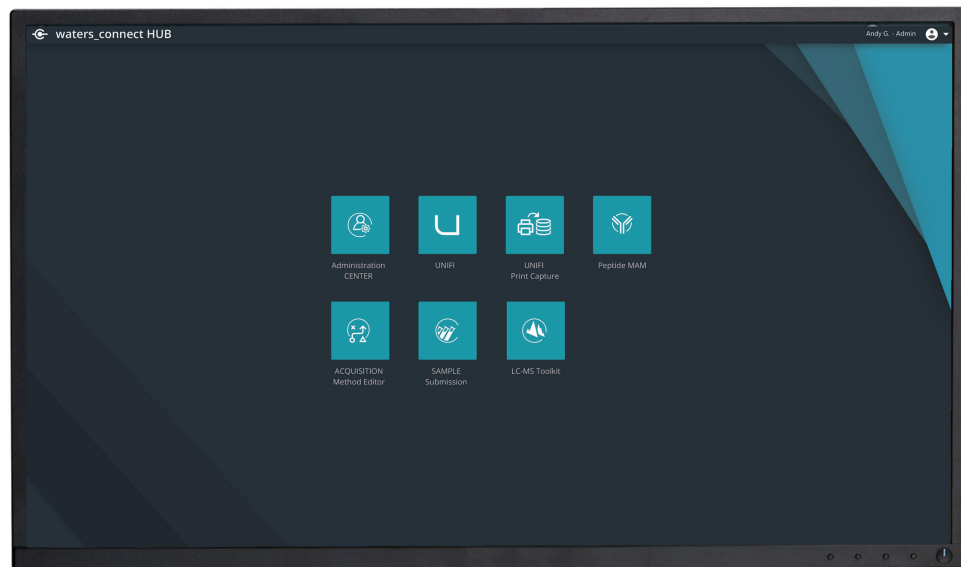 waters_connect HUB
Andy G. - Admin
Administration
CENTER
UNIFI
UNIFI
Print Capture
Peptide MAM
ACQUISITION
Method Editor
SAMPLE
Submission
LC-MS Toolkit